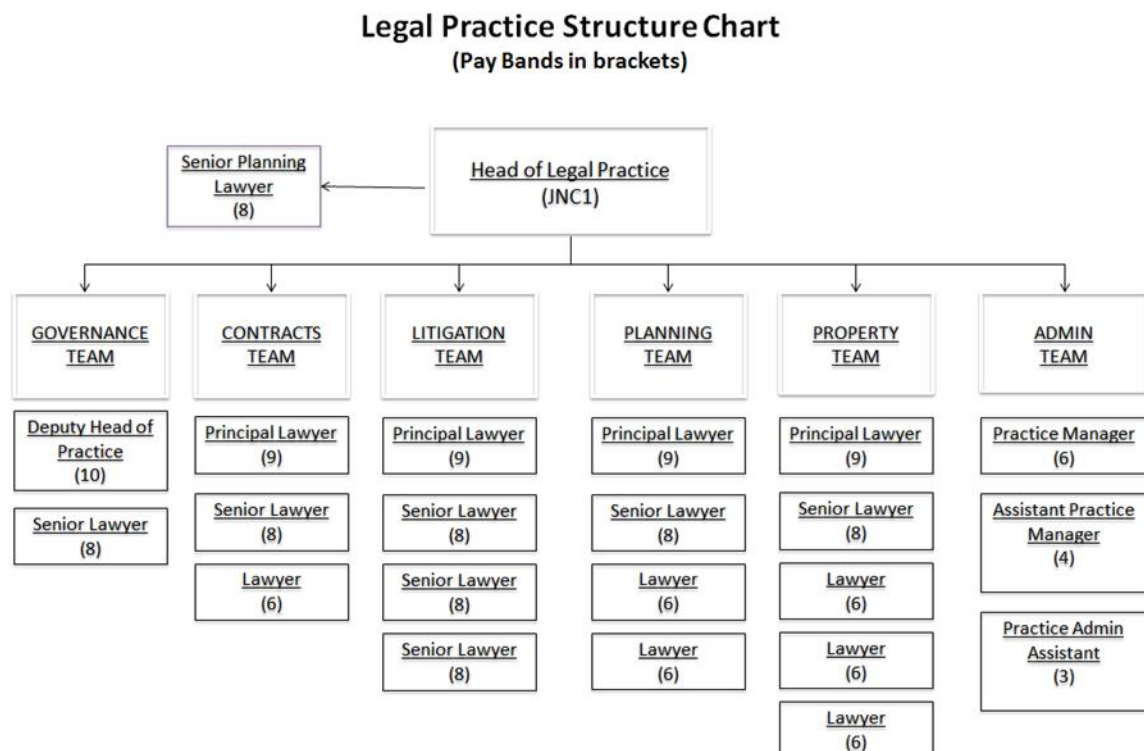 Legal Practice Structure Chart
(Pay Bands in brackets)
Senior Planning
Lawyer
(8)
Head of Legal Practice
(JNC1)
GOVERNANCE
TEAM
CONTRACTS
TEAM
LITIGATION
TEAM
PLANNING
TEAM
PROPERTY
TEAM
ADMIN
TEAM
Deputy Head of
Practice
(10)
Senior Lawyer
(8)
Principal Lawyer
(9)
Senior Lawyer
(8)
Lawyer
(6)
Principal Lawyer
(9)
Senior Lawyer
(8)
Senior Lawyer
(8)
Senior Lawyer
(8)
Principal Lawyer
(9)
Senior Lawyer
(8)
Lawyer
(6)
Lawyer
(6)
Principal Lawyer
(9)
Senior Lawyer
(8)
Lawyer
(6)
Lawyer
(6)
Lawyer
(6)
Practice Manager
(6)
Assistant Practice
Manager
(4)
Practice Admin
Assistant
(3)